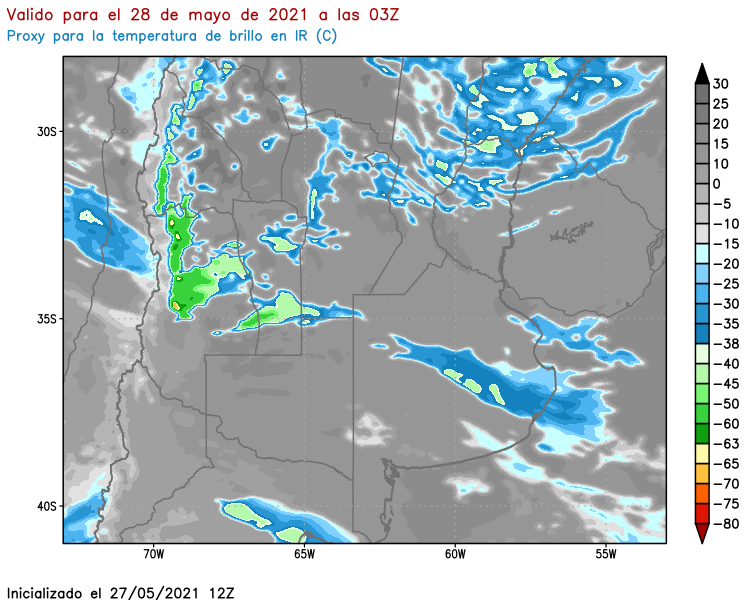 Valido para el 28 de mayo de 2021 a las 03Z
Proxy para la temperatura de brillo en IR (C)
30S
35S
40S
70W
65W
60W
55W
30
25
20
15
10
0
-5
-10
-15
-20
-25
-30
-35
-38
-40
-45
-50
-60
-63
-65
-70
-75
-80
Inicializado el 27/05/2021 12Z